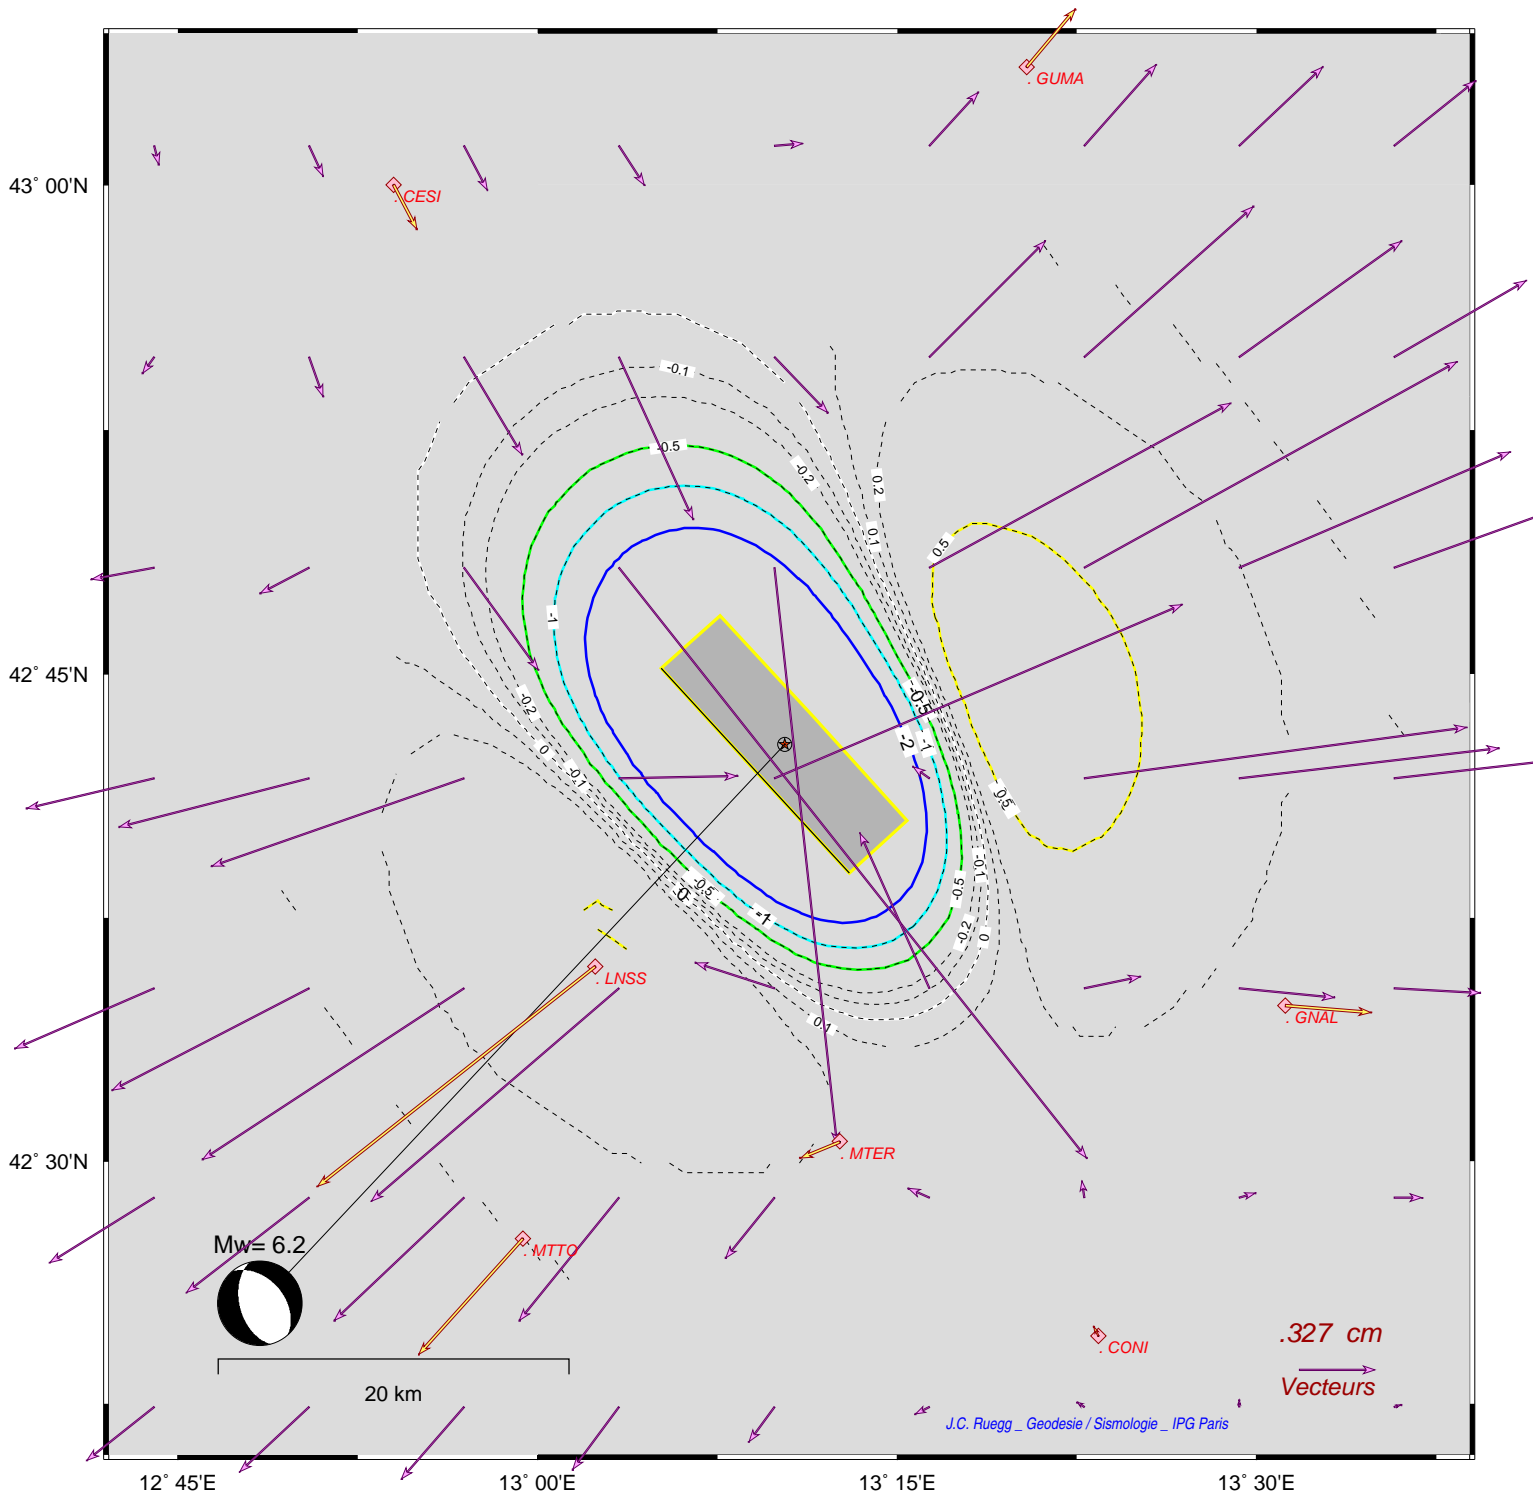 . GUMA
43° 00'N
. CESI
-0.1
-0.5
-0.2
0.2
0.1
0.5
-1
42° 45'N
-0.5
-0.2
-2
-1
0
-0.1
0.5
-0.1
-0.5
-0.5
0
-1
-0.2
0
. LNSS
0.1
. GNAL
. MTER
42° 30'N
Mw= 6.2
. MTTO
.327 cm
. CONI
Vecteurs
20 km
J.C. Ruegg _ Geodesie / Sismologie _ IPG Paris
12° 45'E
13° 00'E
13° 15'E
13° 30'E